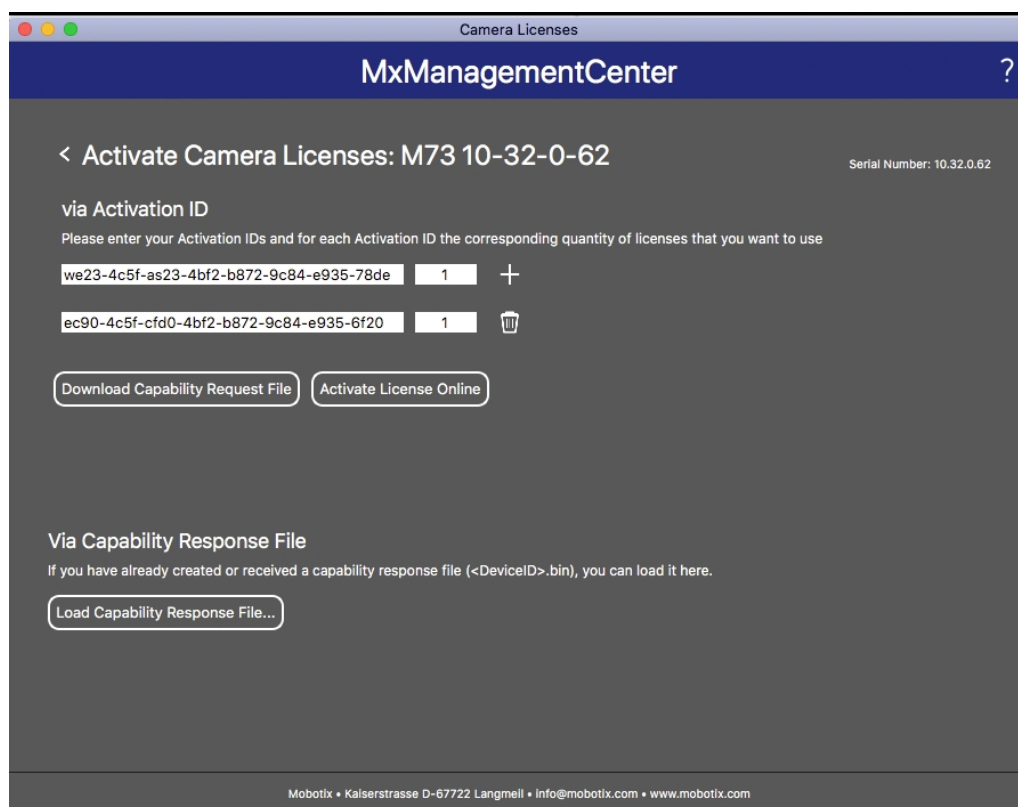 Camera Licenses
MxManagementCenter ?
< Activate Camera Licenses: M73 10-32-0-62
Serial Number: 10.32.0.62
via Activation ID
Please enter your Activation IDs and for each Activation ID the corresponding quantity of licenses that you want to use
we23-4c5f-as23-4bf2-b872-9c84-e935-78de 1 +
ec90-4c5f-cfd0-4bf2-b872-9c84-e935-6f20 1
Download Capability Request File Activate License Online
Via Capability Response File
If you have already created or received a capability response file (<DeviceID>.bin), you can load it here.
Load Capability Response File...
Mobotix • Kaiserstrasse D-67722 Langmeil • info@mobotix.com • www.mobotix.com